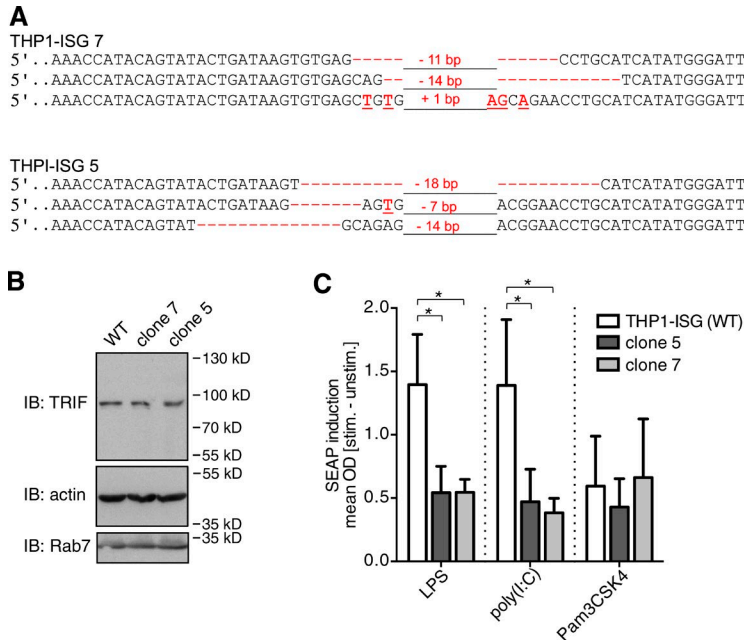 A
THP1-ISG 7
5'..AAACCATACAGTATACTGATAAGTGTGAG----- - 11 bp ------CCTGCATCATATGGGATT
5'..AAACCATACAGTATACTGATAAGTGTGAGCAG-- - 14 bp ------------TCATATGGGATT
5'..AAACCATACAGTATACTGATAAGTGTGAGCTGTG + 1 bp AGCAGAACCTGCATCATATGGGATT
THPI-ISG 5
5'..AAACCATACAGTATACTGATAAGT---------- - 18 bp ----------CATCATATGGGATT
5'..AAACCATACAGTATACTGATAAG-------AGTG - 7 bp ACGGAACCTGCATCATATGGGATT
5'..AAACCATACAGTAT--------------GCAGAG - 14 bp ACGGAACCTGCATCATATGGGATT
B
WT clone 7 clone 5
IB: TRIF
–130 kD
–100 kD
–70 kD
–55 kD
IB: actin
–55 kD
–35 kD
IB: Rab7
–35 kD
C
SEAP induction
mean OD [stim. - unstim.]
2.0
1.5
1.0
0.5
0.0
* *
* *
THP1-ISG (WT)
clone 5
clone 7
LPS poly(I:C) Pam3CSK4